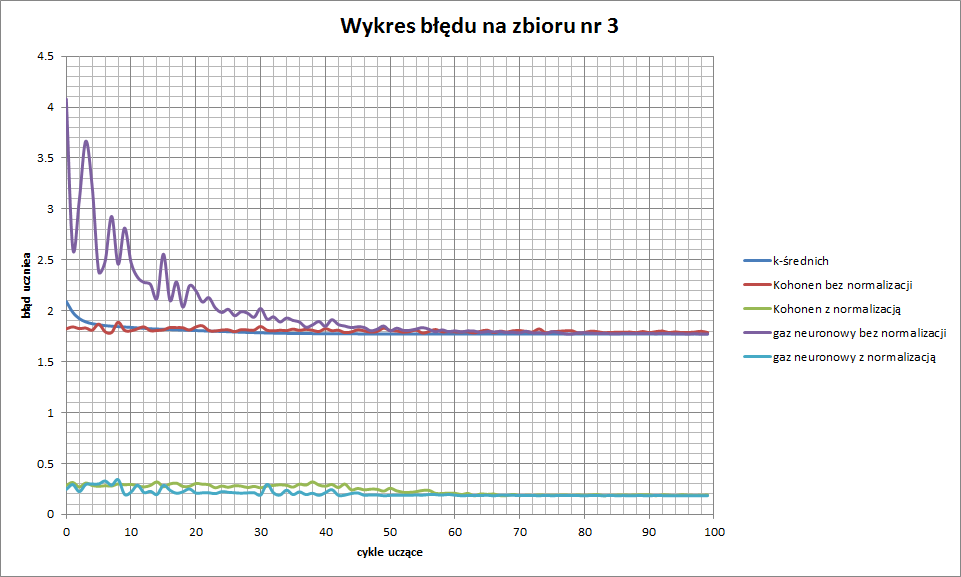 Wykres błędu na zbioru nr 3
4.5
4
3.5
3
2.5
2
1.5
1
0.5
0
błąd uczniea
0 10 20 30 40 50 60 70 80 90 100
cykle uczące
k-średnich
Kohonen bez normalizacji
Kohonen z normalizacją
gaz neuronowy bez normalizacji
gaz neuronowy z normalizacją